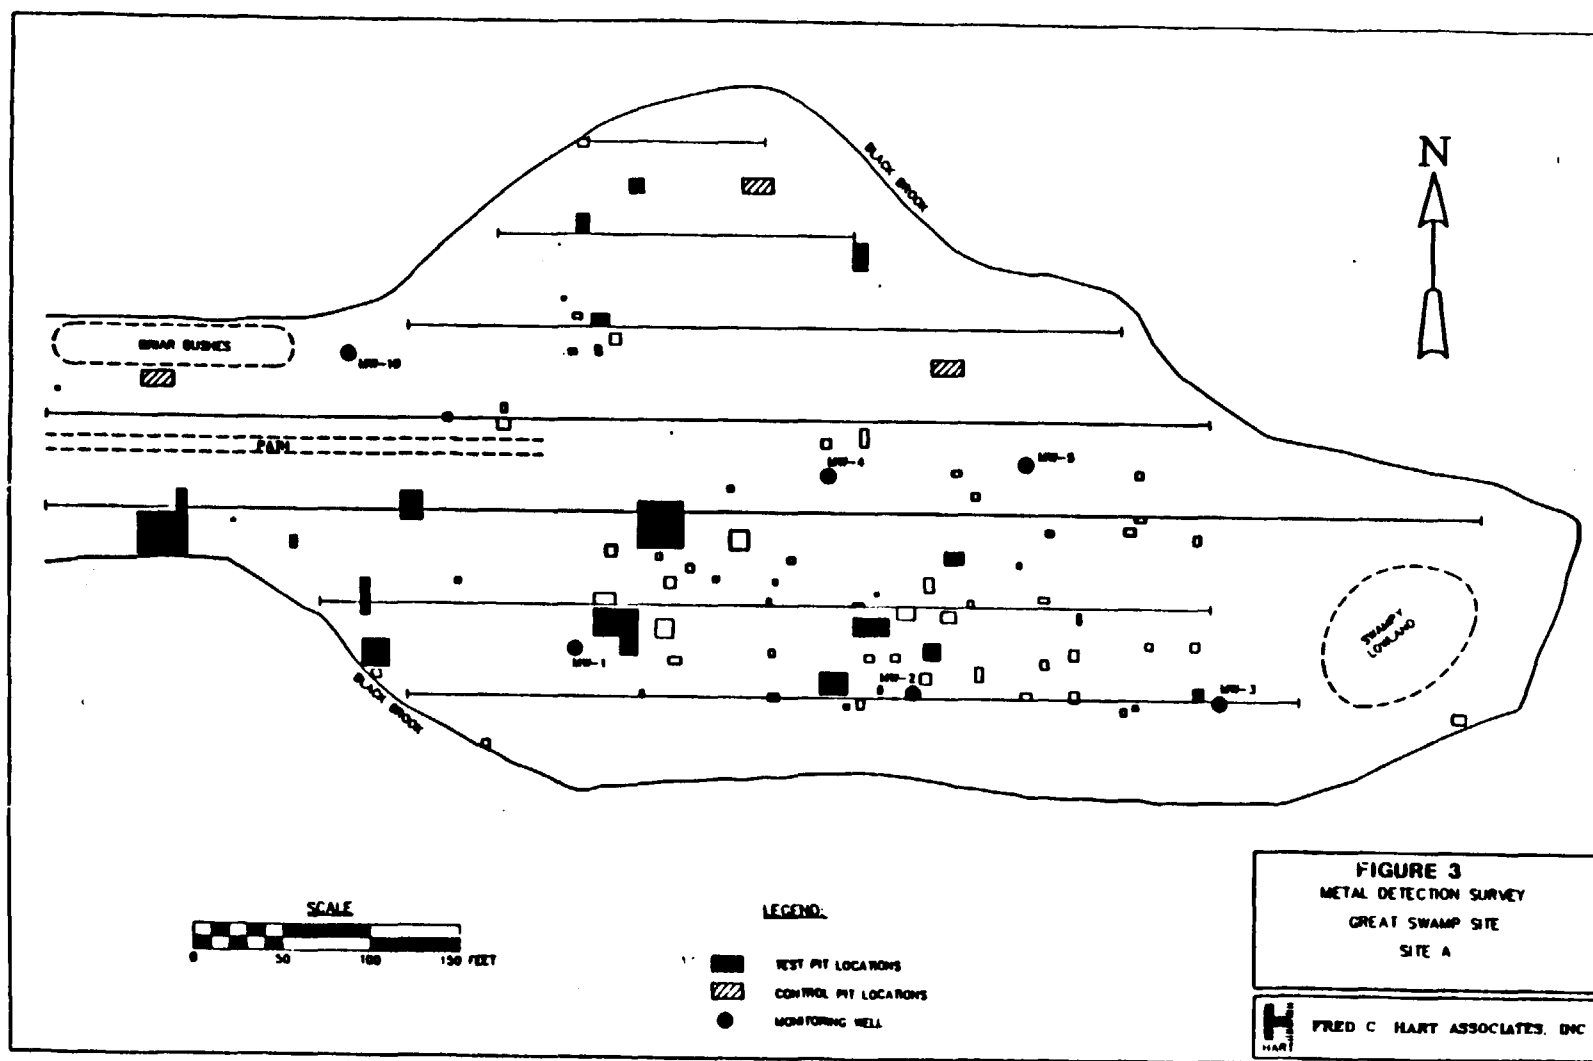 N
BLACK BROOK
BRIAR BUSHES
MW-10
PATH
MW-4
MW-5
SWAMPY
LOWLAND
MW-1
MW-2
MW-3
BLACK BROOK
SCALE
0 50 100 150 FEET
LEGEND:
TEST PIT LOCATIONS
CONTROL PIT LOCATIONS
MONITORING WELL
FIGURE 3
METAL DETECTION SURVEY
GREAT SWAMP SITE
SITE A
HART
FRED C HART ASSOCIATES, INC